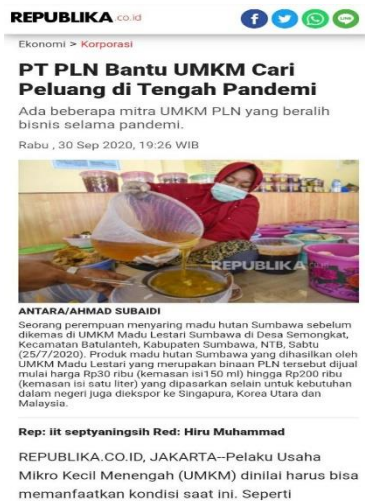 REPUBLIKA.co.id
Ekonomi > Korporasi
PT PLN Bantu UMKM Cari
Peluang di Tengah Pandemi
Ada beberapa mitra UMKM PLN yang beralih
bisnis selama pandemi.
Rabu , 30 Sep 2020, 19:26 WIB
REPUBLIKA
ANTARA/AHMAD SUBAIDI
Seorang perempuan menyaring madu hutan Sumbawa sebelum
dikemas di UMKM Madu Lestari Sumbawa di Desa Semongkat,
Kecamatan Batulanteh, Kabupaten Sumbawa, NTB, Sabtu
(25/7/2020). Produk madu hutan Sumbawa yang dihasilkan oleh
UMKM Madu Lestari yang merupakan binaan PLN tersebut dijual
mulai harga Rp30 ribu (kemasan isi150 ml) hingga Rp200 ribu
(kemasan isi satu liter) yang dipasarkan selain untuk kebutuhan
dalam negeri juga diekspor ke Singapura, Korea Utara dan
Malaysia.
Rep: iit septyaningsih Red: Hiru Muhammad
REPUBLIKA.CO.ID, JAKARTA--Pelaku Usaha
Mikro Kecil Menengah (UMKM) dinilai harus bisa
memanfaatkan kondisi saat ini. Seperti